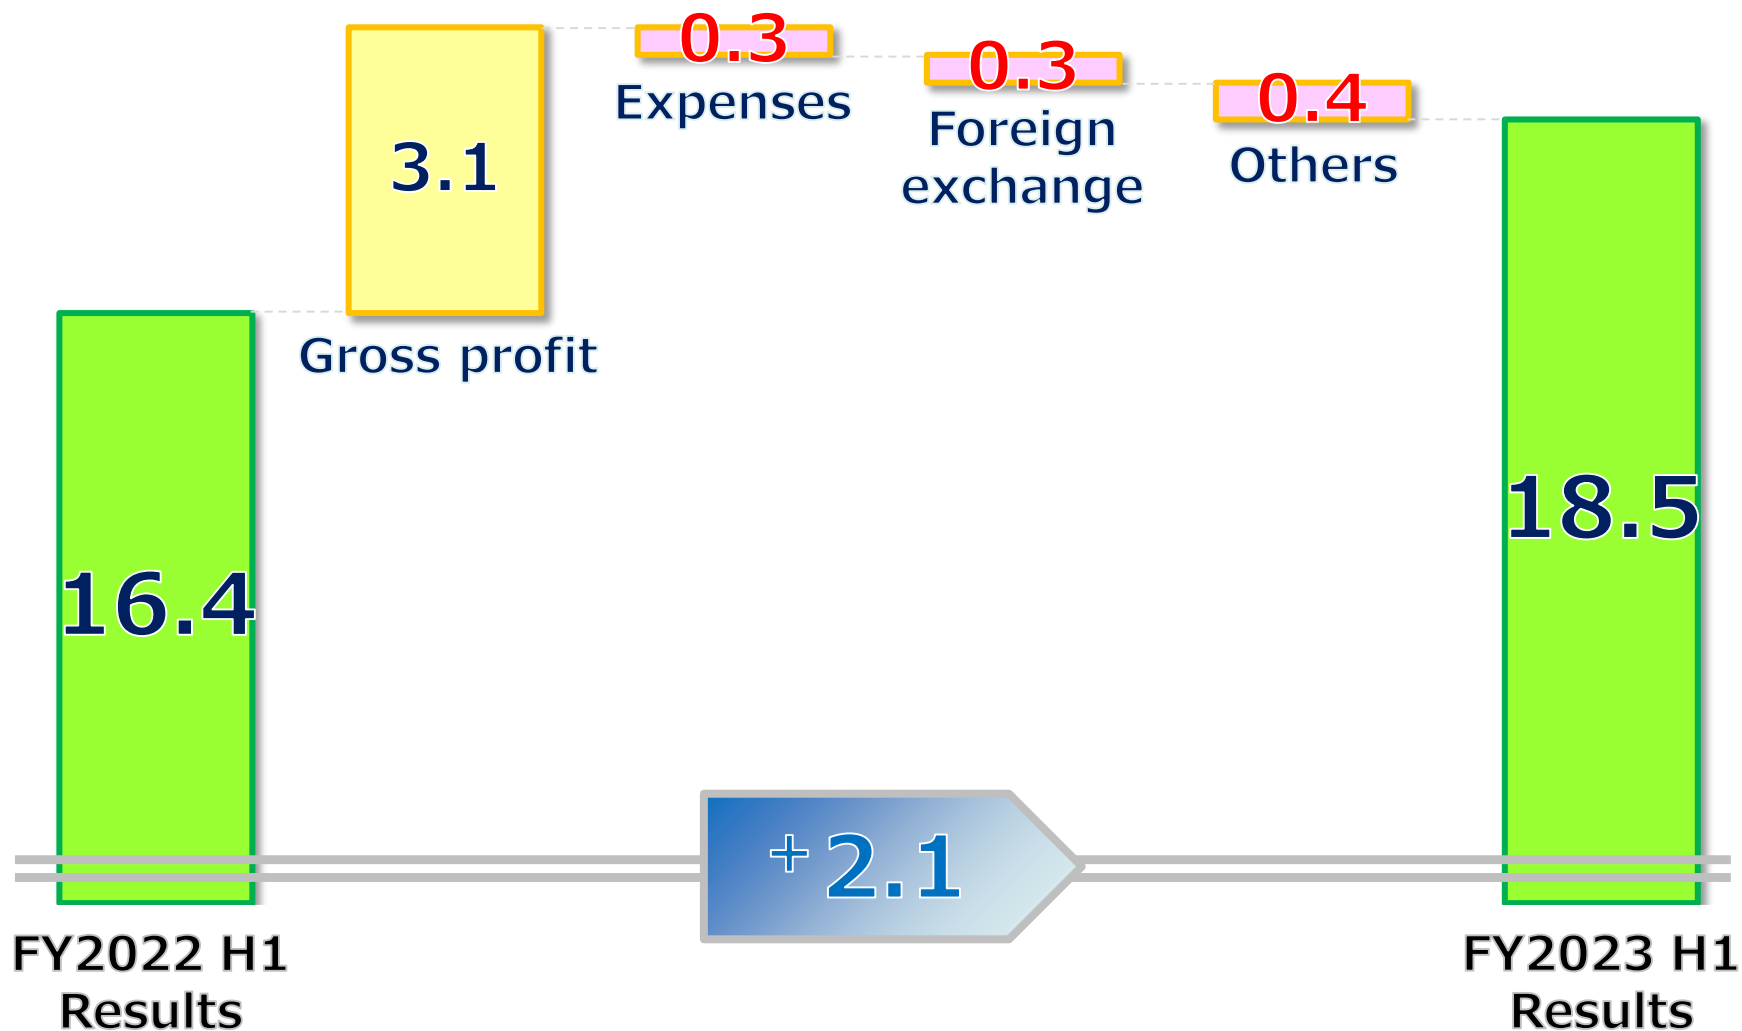 0.3
Expenses
0.3
Foreign
exchange
0.4
Others
3.1
Gross profit
16.4
18.5
+2.1
FY2022 H1
Results
FY2023 H1
Results